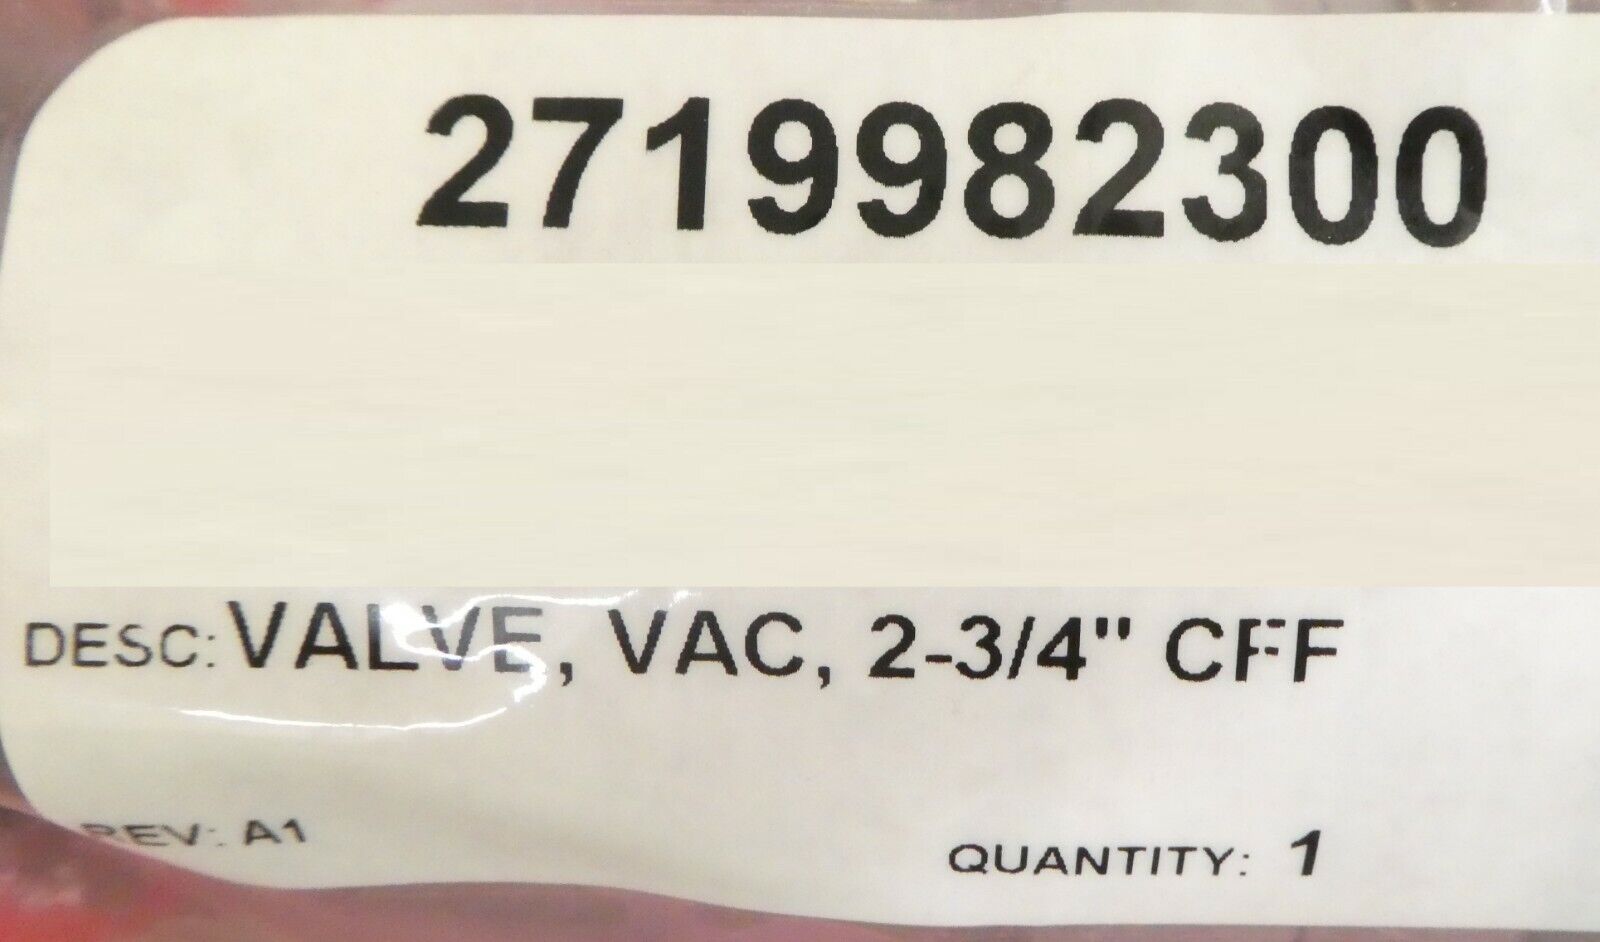 2719982300
DESC: VALVE, VAC, 2-3/4" CFF
REV: A1
QUANTITY: 1